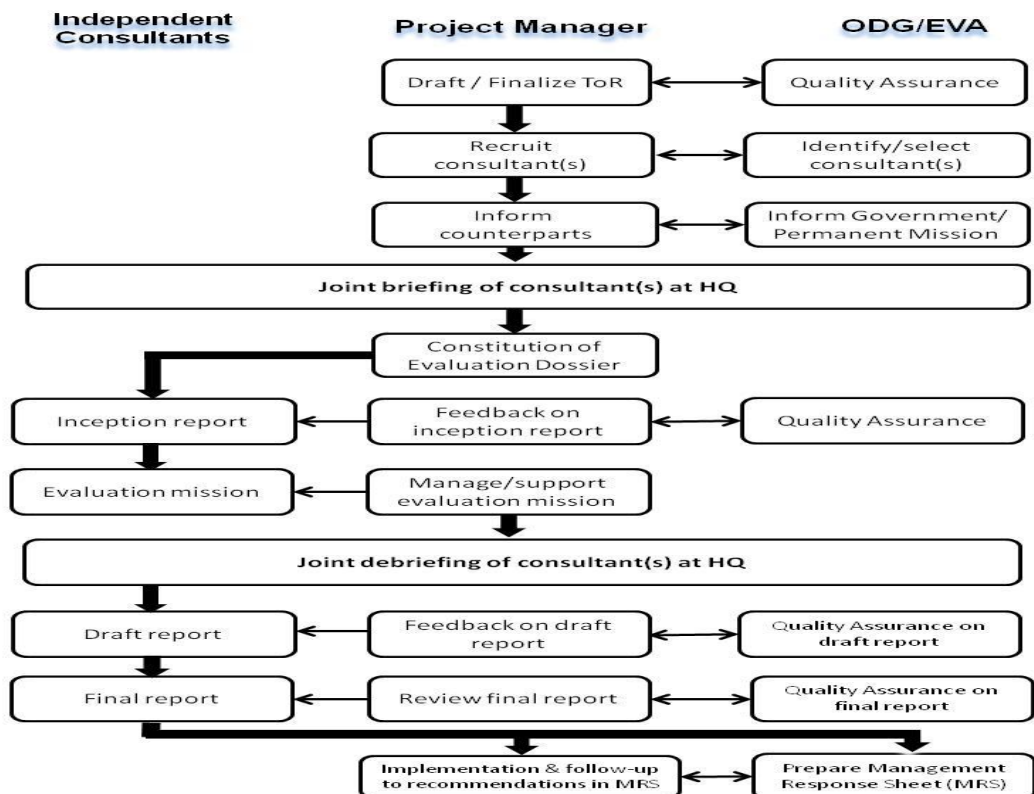 Independent
Consultants
Project Manager
ODG/EVA
Draft / Finalize ToR
Quality Assurance
Recruit
consultant(s)
Identify/select
consultant(s)
Inform
counterparts
Inform Government/
Permanent Mission
Joint briefing of consultant(s) at HQ
Constitution of
Evaluation Dossier
Inception report
Feedback on
inception report
Quality Assurance
Evaluation mission
Manage/support
evaluation mission
Joint debriefing of consultant(s) at HQ
Draft report
Feedback on draft
report
Quality Assurance on
draft report
Final report
Review final report
Quality Assurance on
final report
Implementation & follow-up
to recommendations in MRS
Prepare Management
Response Sheet (MRS)